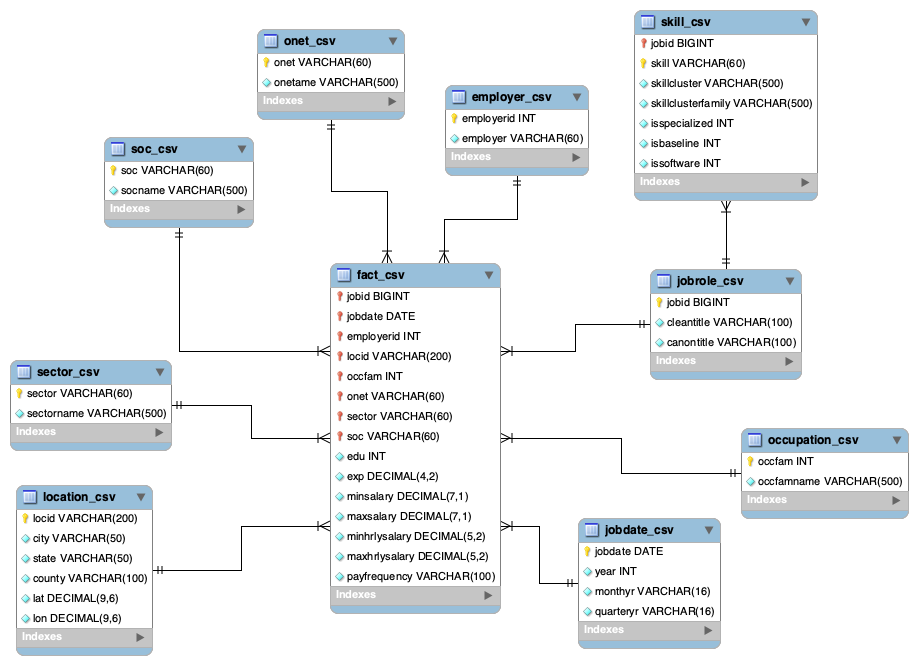 onet_csv
onet VARCHAR(60)
onetame VARCHAR(500)
Indexes
skill_csv
jobid BIGINT
skill VARCHAR(60)
skillcluster VARCHAR(500)
skillclusterfamily VARCHAR(500)
isspecialized INT
isbaseline INT
issoftware INT
Indexes
employer_csv
employerid INT
employer VARCHAR(60)
Indexes
soc_csv
soc VARCHAR(60)
socname VARCHAR(500)
Indexes
fact_csv
jobid BIGINT
jobdate DATE
employerid INT
locid VARCHAR(200)
occfam INT
onet VARCHAR(60)
sector VARCHAR(60)
soc VARCHAR(60)
edu INT
exp DECIMAL(4,2)
minsalary DECIMAL(7,1)
maxsalary DECIMAL(7,1)
minhrlysalary DECIMAL(5,2)
maxhrlysalary DECIMAL(5,2)
payfrequency VARCHAR(100)
Indexes
jobrole_csv
jobid BIGINT
cleantitle VARCHAR(100)
canontitle VARCHAR(100)
Indexes
sector_csv
sector VARCHAR(60)
sectorname VARCHAR(500)
Indexes
occupation_csv
occfam INT
occfamname VARCHAR(500)
Indexes
location_csv
locid VARCHAR(200)
city VARCHAR(50)
state VARCHAR(50)
county VARCHAR(100)
lat DECIMAL(9,6)
lon DECIMAL(9,6)
Indexes
jobdate_csv
jobdate DATE
year INT
monthyr VARCHAR(16)
quarteryr VARCHAR(16)
Indexes